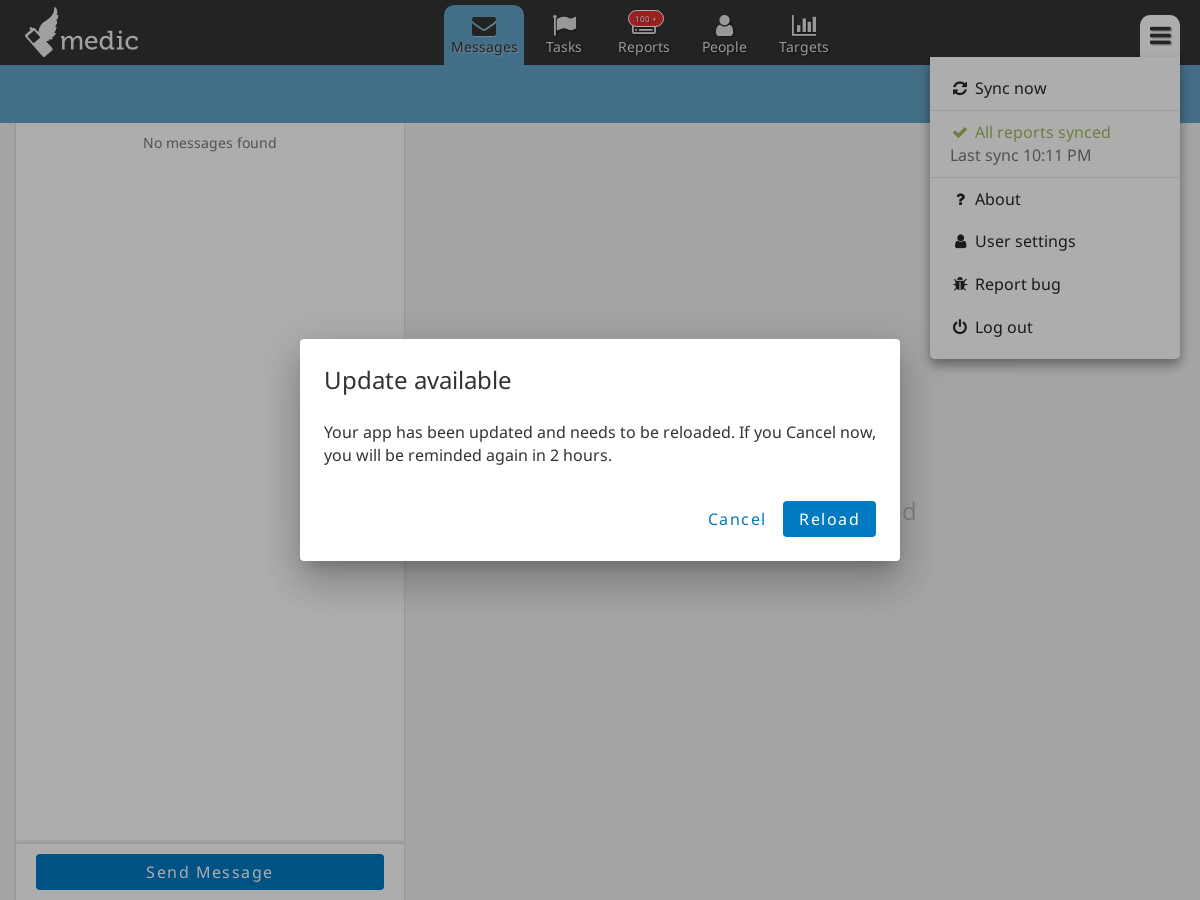 medic
Messages
Tasks
100 +
Reports
People
Targets
Sync now
All reports synced
Last sync 10:11 PM
About
User settings
Report bug
Log out
No messages found
Update available
Your app has been updated and needs to be reloaded. If you Cancel now,
you will be reminded again in 2 hours.
Cancel
Reload
Send Message